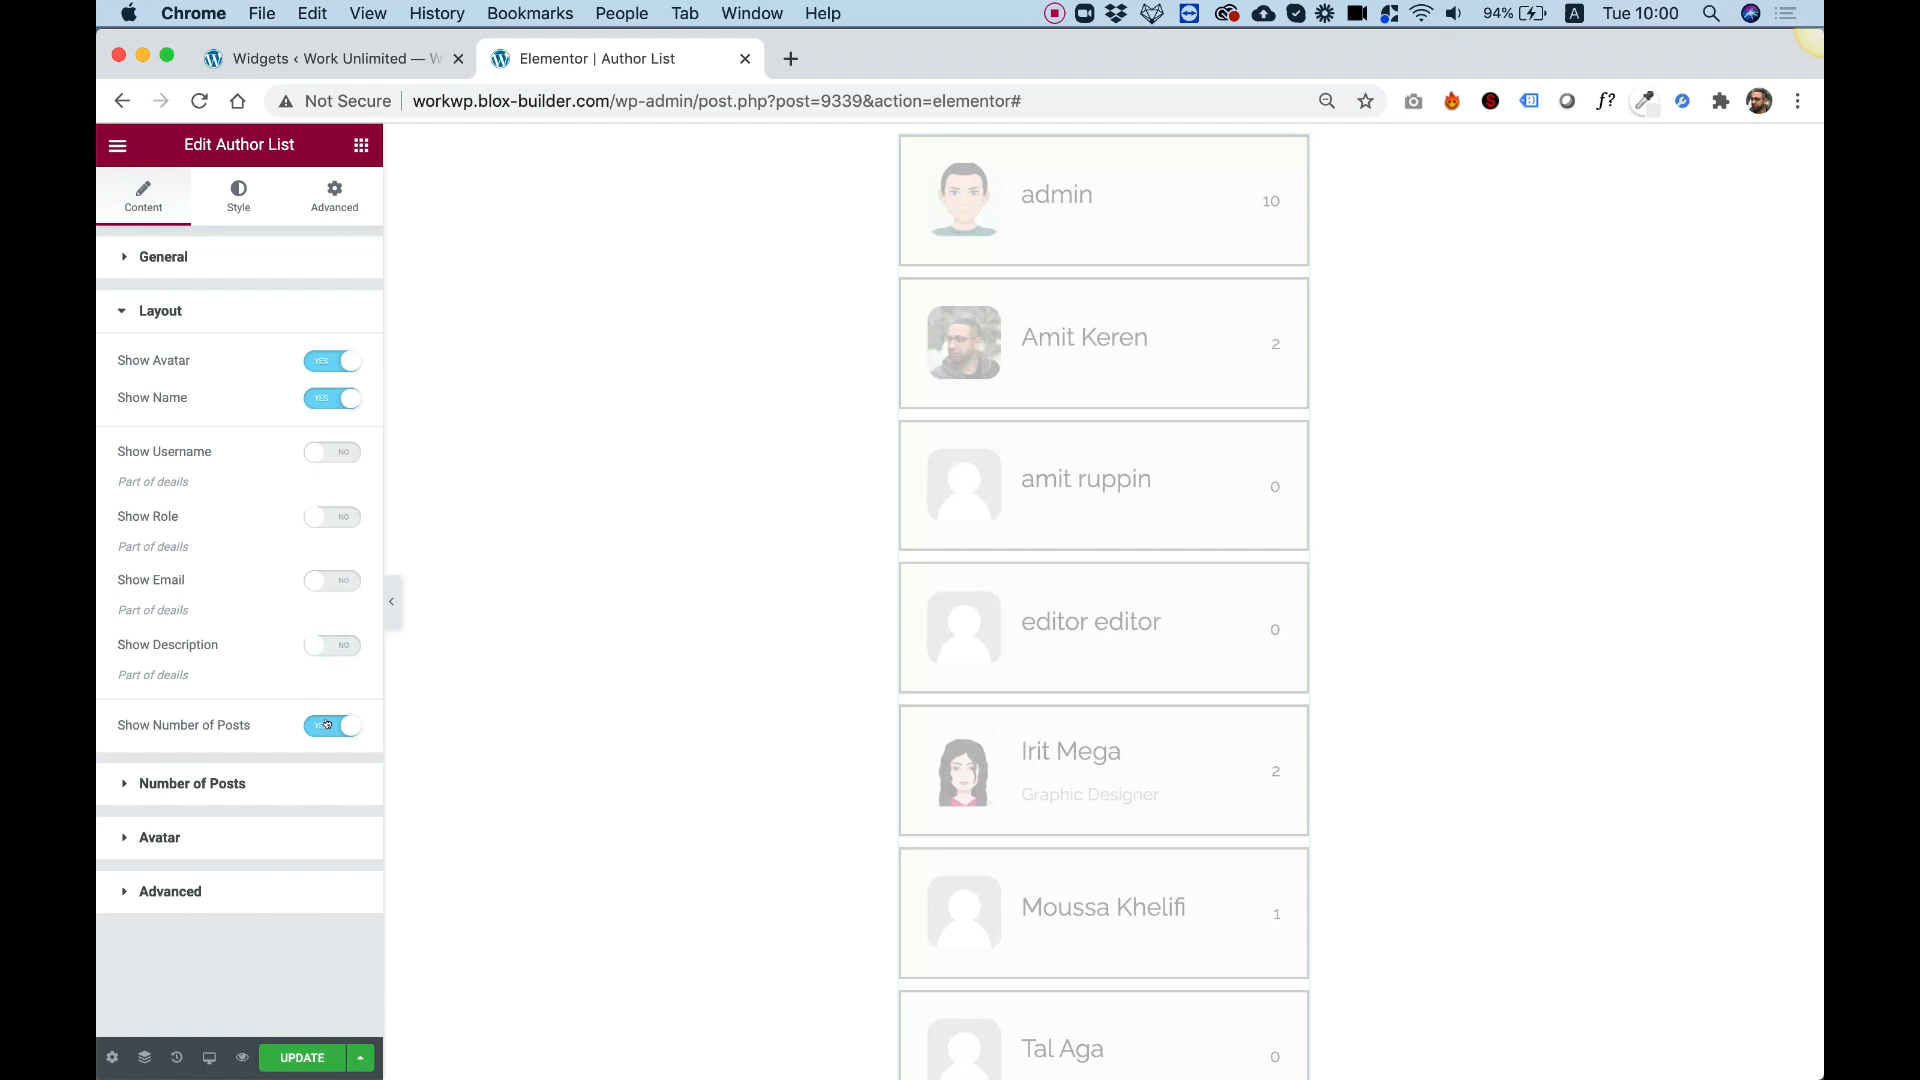 Chrome File Edit View History Bookmarks People Tab Window Help 94% A Tue 10:00
Widgets ‹ Work Unlimited — W Elementor | Author List
Not Secure workwp.blox-builder.com/wp-admin/post.php?post=9339&action=elementor# S f?
Edit Author List
Content Style Advanced
General
Layout
Show Avatar YES
Show Name YES
Show Username NO
Part of deails
Show Role NO
Part of deails
Show Email NO
Part of deails
Show Description NO
Part of deails
Show Number of Posts
Number of Posts
Avatar
Advanced
UPDATE
admin 10
Amit Keren 2
amit ruppin 0
editor editor 0
Irit Mega 2
Graphic Designer
Moussa Khelifi 1
Tal Aga 0